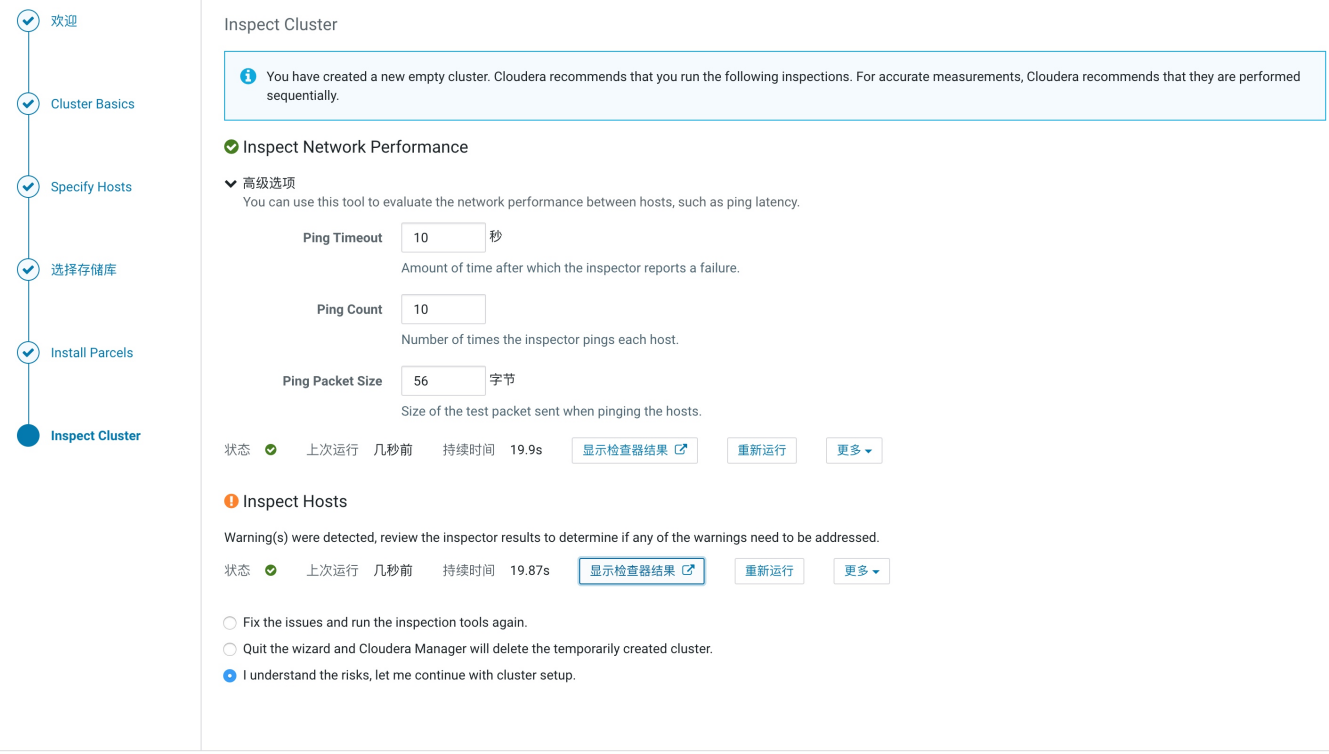 欢迎
Cluster Basics
Specify Hosts
选择存储库
Install Parcels
Inspect Cluster
Inspect Cluster
You have created a new empty cluster. Cloudera recommends that you run the following inspections. For accurate measurements, Cloudera recommends that they are performed
sequentially.
Inspect Network Performance
高级选项
You can use this tool to evaluate the network performance between hosts, such as ping latency.
Ping Timeout 10 秒
Amount of time after which the inspector reports a failure.
Ping Count 10
Number of times the inspector pings each host.
Ping Packet Size 56 字节
Size of the test packet sent when pinging the hosts.
状态 上次运行 几秒前 持续时间 19.9s 显示检查器结果 重新运行 更多
Inspect Hosts
Warning(s) were detected, review the inspector results to determine if any of the warnings need to be addressed.
状态 上次运行 几秒前 持续时间 19.87s 显示检查器结果 重新运行 更多
Fix the issues and run the inspection tools again.
Quit the wizard and Cloudera Manager will delete the temporarily created cluster.
I understand the risks, let me continue with cluster setup.